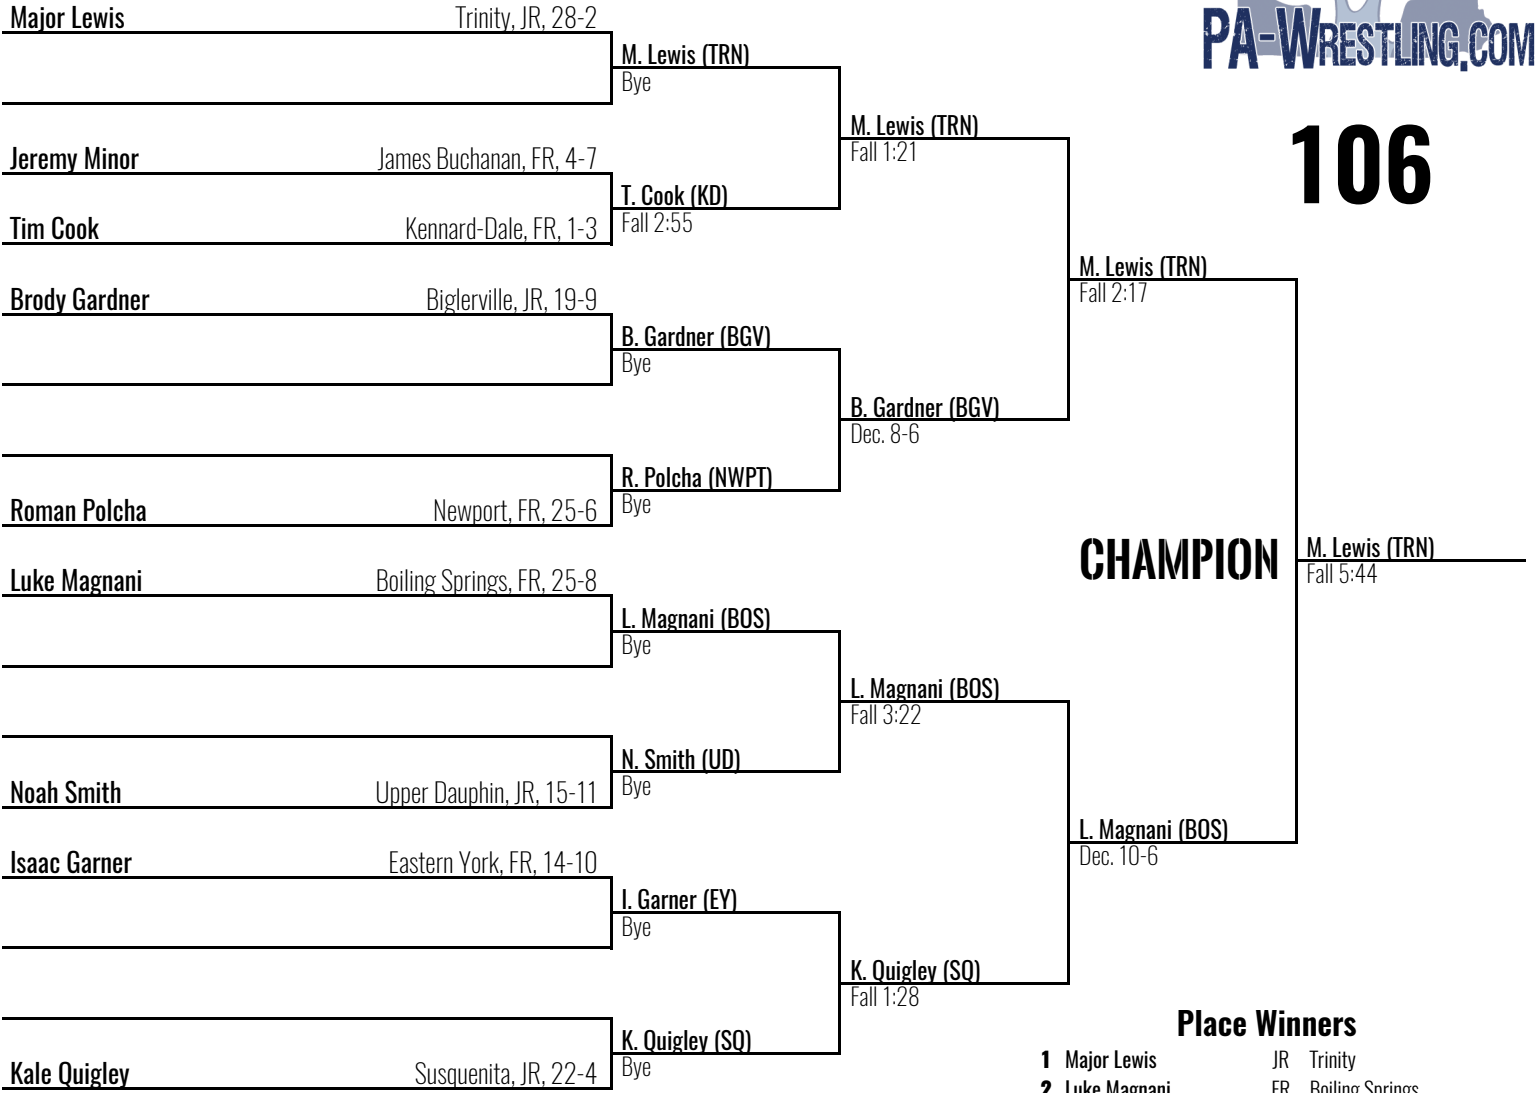 PA-WRESTLING.COM
106
Major Lewis Trinity, JR, 28-2
Jeremy Minor James Buchanan, FR, 4-7
Tim Cook Kennard-Dale, FR, 1-3
Brody Gardner Biglerville, JR, 19-9
Roman Polcha Newport, FR, 25-6
Luke Magnani Boiling Springs, FR, 25-8
Noah Smith Upper Dauphin, JR, 15-11
Isaac Garner Eastern York, FR, 14-10
Kale Quigley Susquenita, JR, 22-4
M. Lewis (TRN)
Bye
T. Cook (KD)
Fall 2:55
B. Gardner (BGV)
Bye
R. Polcha (NWPT)
Bye
L. Magnani (BOS)
Bye
N. Smith (UD)
Bye
I. Garner (EY)
Bye
K. Quigley (SQ)
Bye
M. Lewis (TRN)
Fall 1:21
B. Gardner (BGV)
Dec. 8-6
L. Magnani (BOS)
Fall 3:22
K. Quigley (SQ)
Fall 1:28
M. Lewis (TRN)
Fall 2:17
L. Magnani (BOS)
Dec. 10-6
CHAMPION
M. Lewis (TRN)
Fall 5:44
Place Winners
1 Major Lewis JR Trinity
2 Luke Magnani FR Boiling Springs